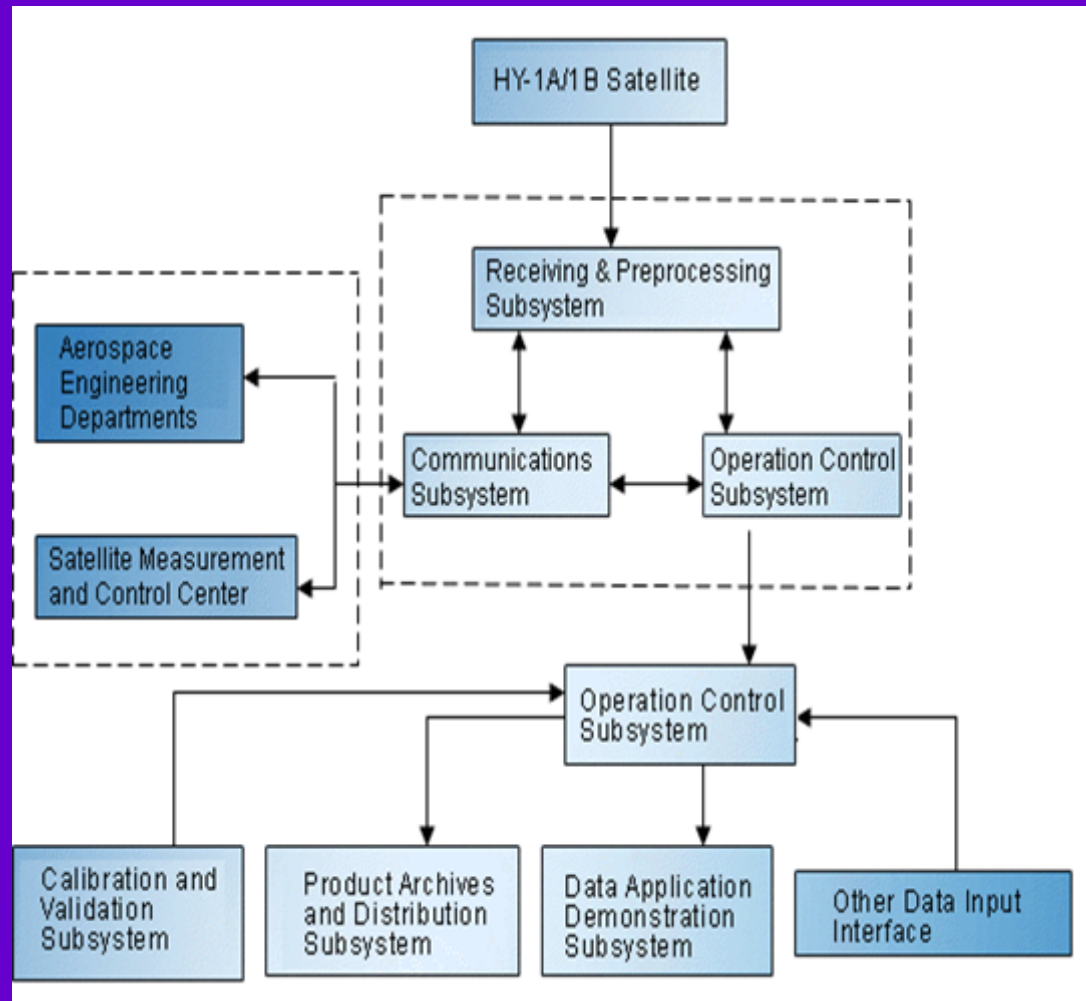 HY-1A/1B Satellite
Receiving & Preprocessing
Subsystem
Aerospace
Engineering
Departments
Communications
Subsystem
Operation Control
Subsystem
Satellite Measurement
and Control Center
Operation Control
Subsystem
Calibration and
Validation
Subsystem
Product Archives
and Distribution
Subsystem
Data Application
Demonstration
Subsystem
Other Data Input
Interface